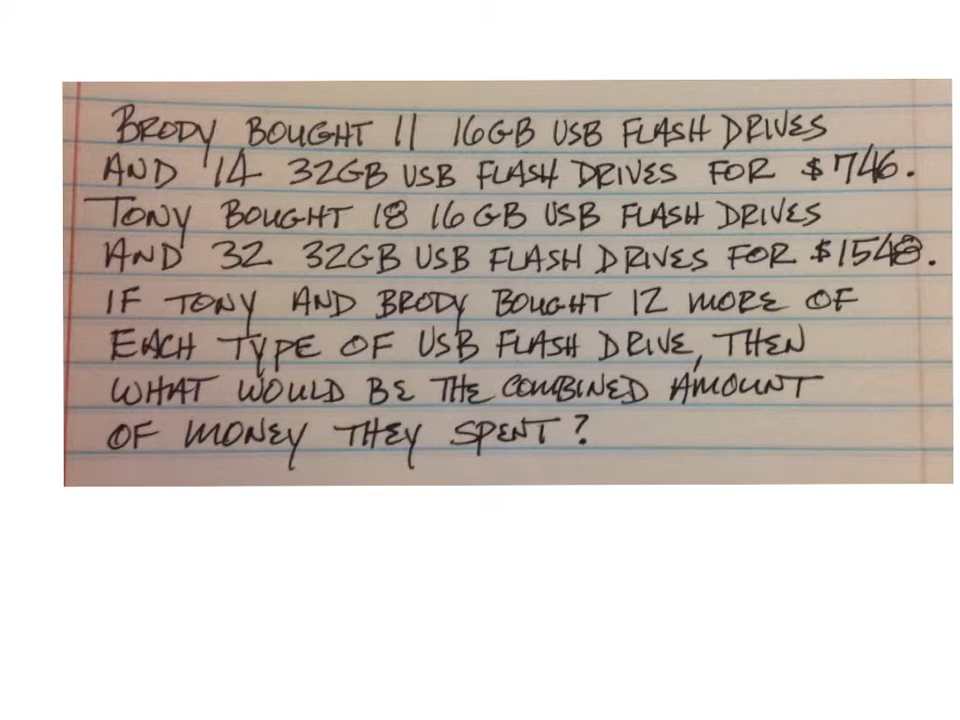 BRODY BOUGHT 11 16GB USB FLASH DRIVES
AND 14 32GB USB FLASH DRIVES FOR $746.
TONY BOUGHT 18 16GB USB FLASH DRIVES
AND 32 32GB USB FLASH DRIVES FOR $1548.
IF TONY AND BRODY BOUGHT 12 MORE OF
EACH TYPE OF USB FLASH DRIVE, THEN
WHAT WOULD BE THE COMBINED AMOUNT
OF MONEY THEY SPENT?